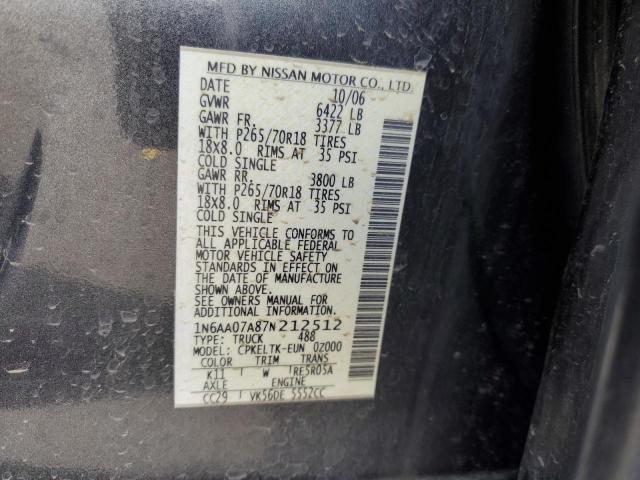 MFD BY NISSAN MOTOR CO., LTD.
DATE 10/06
GVWR 6422 LB
GAWR FR. 3377 LB
WITH P265/70R18 TIRES
18X8.0 RIMS AT 35 PSI
COLD SINGLE
GAWR RR. 3800 LB
WITH P265/70R18 TIRES
18X8.0 RIMS AT 35 PSI
COLD SINGLE
THIS VEHICLE CONFORMS TO
ALL APPLICABLE FEDERAL
MOTOR VEHICLE SAFETY
STANDARDS IN EFFECT ON
THE DATE OF MANUFACTURE
SHOWN ABOVE.
SEE OWNERS MANUAL FOR
ADDITIONAL INFORMATION.
1N6AA07A87N212512
TYPE: TRUCK 488
MODEL: CPKELTK-EUN 0Z000
COLOR TRIM TRANS
K11 W RE5R05A
AXLE ENGINE
CC29 VK56DE 5552CC